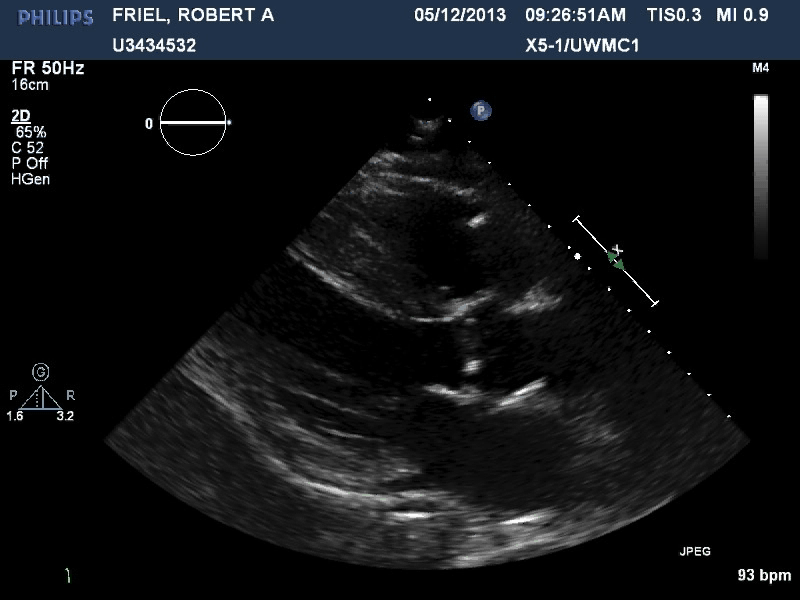 PHILIPS FRIEL, ROBERT A 05/12/2013 09:26:51AM TIS0.3 MI 0.9
U3434532 X5-1/UWMC1
FR 50Hz
16cm
M4
2D
65%
C 52
P Off
HGen
0
P
X
G
P R
1.6 3.2
JPEG
93 bpm